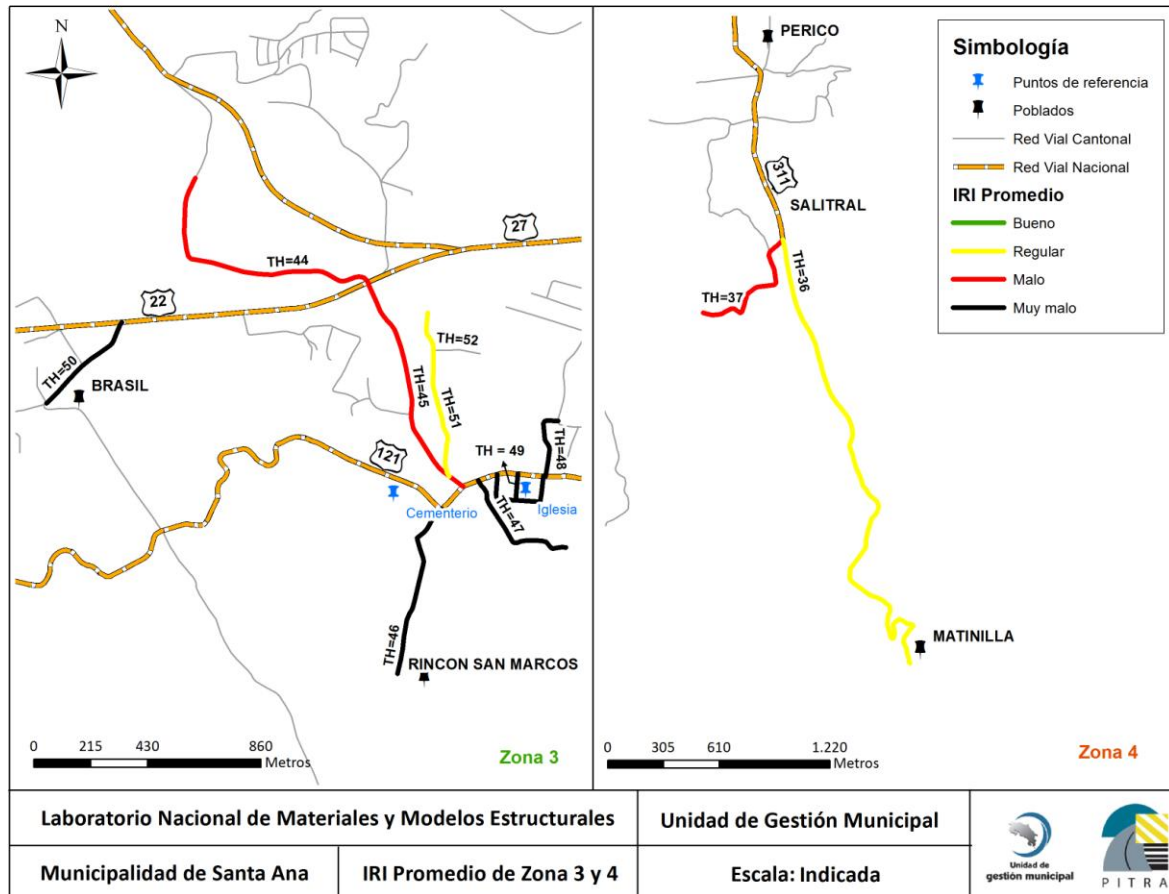 N
27
TH=44
22
TH=52
TH=50
BRASIL
TH=45
TH=51
TH = 49
TH=48
121
Cementerio
Iglesia
TH=47
TH=46
RINCON SAN MARCOS
0 215 430 860
Metros
Zona 3
PERICO
311
SALITRAL
TH=36
TH=37
MATINILLA
0 305 610 1.220
Metros
Zona 4
Simbología
Puntos de referencia
Poblados
Red Vial Cantonal
Red Vial Nacional
IRI Promedio
Bueno
Regular
Malo
Muy malo
Laboratorio Nacional de Materiales y Modelos Estructurales
Unidad de Gestión Municipal
Municipalidad de Santa Ana
IRI Promedio de Zona 3 y 4
Escala: Indicada
Unidad de
gestión municipal
PITRA